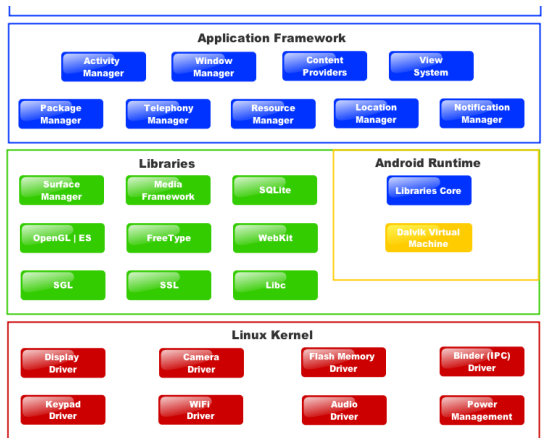 Application Framework
Activity Manager
Window Manager
Content Providers
View System
Package Manager
Telephony Manager
Resource Manager
Location Manager
Notification Manager
Libraries
Surface Manager
Media Framework
SQLite
OpenGL | ES
FreeType
WebKit
SGL
SSL
Libc
Android Runtime
Libraries Core
Dalvik Virtual Machine
Linux Kernel
Display Driver
Camera Driver
Flash Memory Driver
Binder (IPC) Driver
Keypad Driver
WiFi Driver
Audio Driver
Power Management